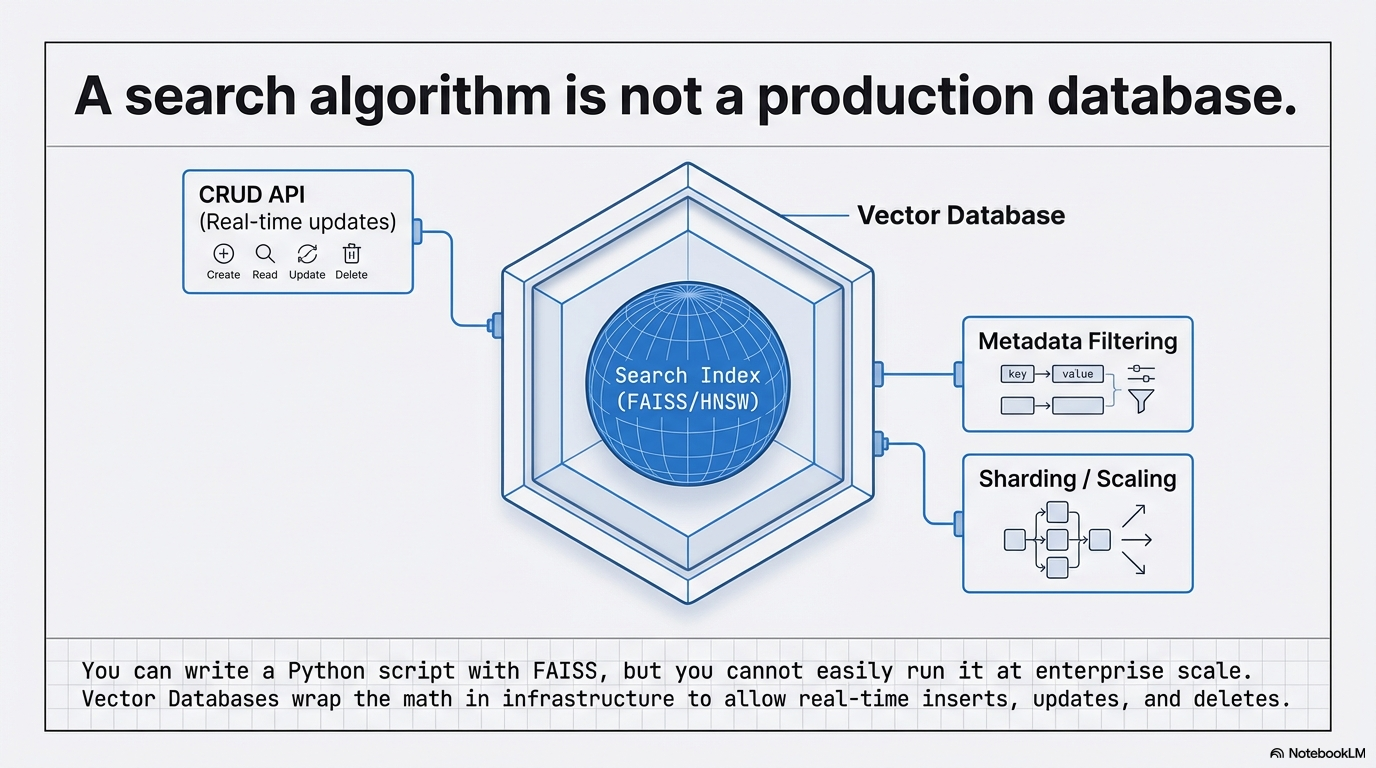 A search algorithm is not a production database.
CRUD API
(Real-time updates)
Create Read Update Delete
Vector Database
Search Index
(FAISS/HNSW)
Metadata Filtering
key value
Sharding / Scaling
You can write a Python script with FAISS, but you cannot easily run it at enterprise scale.
Vector Databases wrap the math in infrastructure to allow real-time inserts, updates, and deletes.
NotebookLM